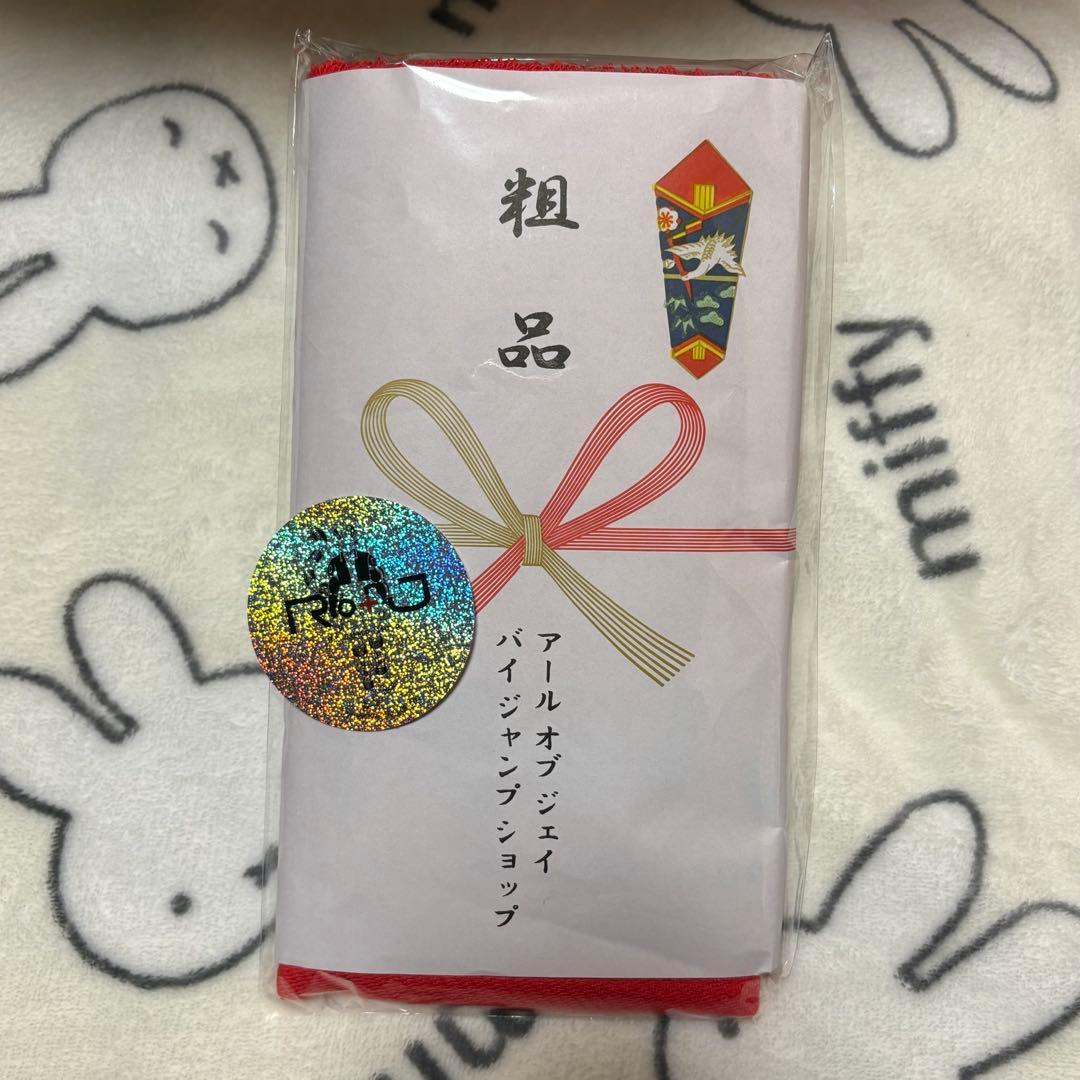 粗品
アール オブ ジェイ
バイ ジャンプ ショップ
miffy